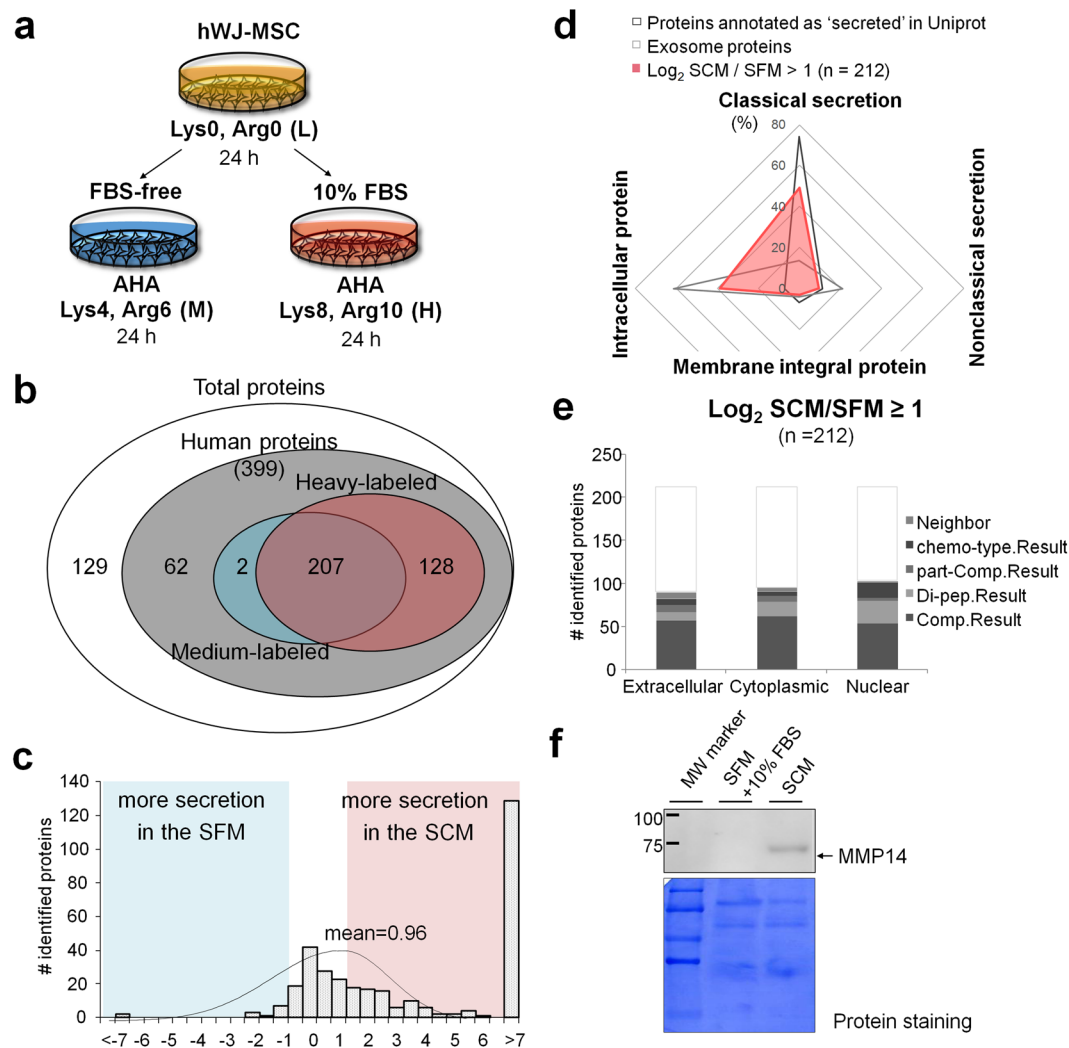 a
hWJ-MSC
Lys0, Arg0 (L)
24 h
FBS-free
10% FBS
AHA
Lys4, Arg6 (M)
24 h
AHA
Lys8, Arg10 (H)
24 h
b
Total proteins
Human proteins
(399)
Heavy-labeled
129
62
2
207
128
Medium-labeled
c
more secretion
in the SFM
more secretion
in the SCM
mean=0.96
# identified proteins
140
120
100
80
60
40
20
0
<-7 -6 -5 -4 -3 -2 -1 0 1 2 3 4 5 6 >7
d
Proteins annotated as ‘secreted’ in Uniprot
Exosome proteins
Log2 SCM / SFM > 1 (n = 212)
Classical secretion
(%)
80
60
40
20
0
Intracellular protein
Nonclassical secretion
Membrane integral protein
e
Log2 SCM/SFM ≥ 1
(n =212)
# identified proteins
250
200
150
100
50
0
Extracellular Cytoplasmic Nuclear
Neighbor
chemo-type.Result
part-Comp.Result
Di-pep.Result
Comp.Result
f
MW marker
SFM
+10% FBS
SCM
100
75
MMP14
Protein staining